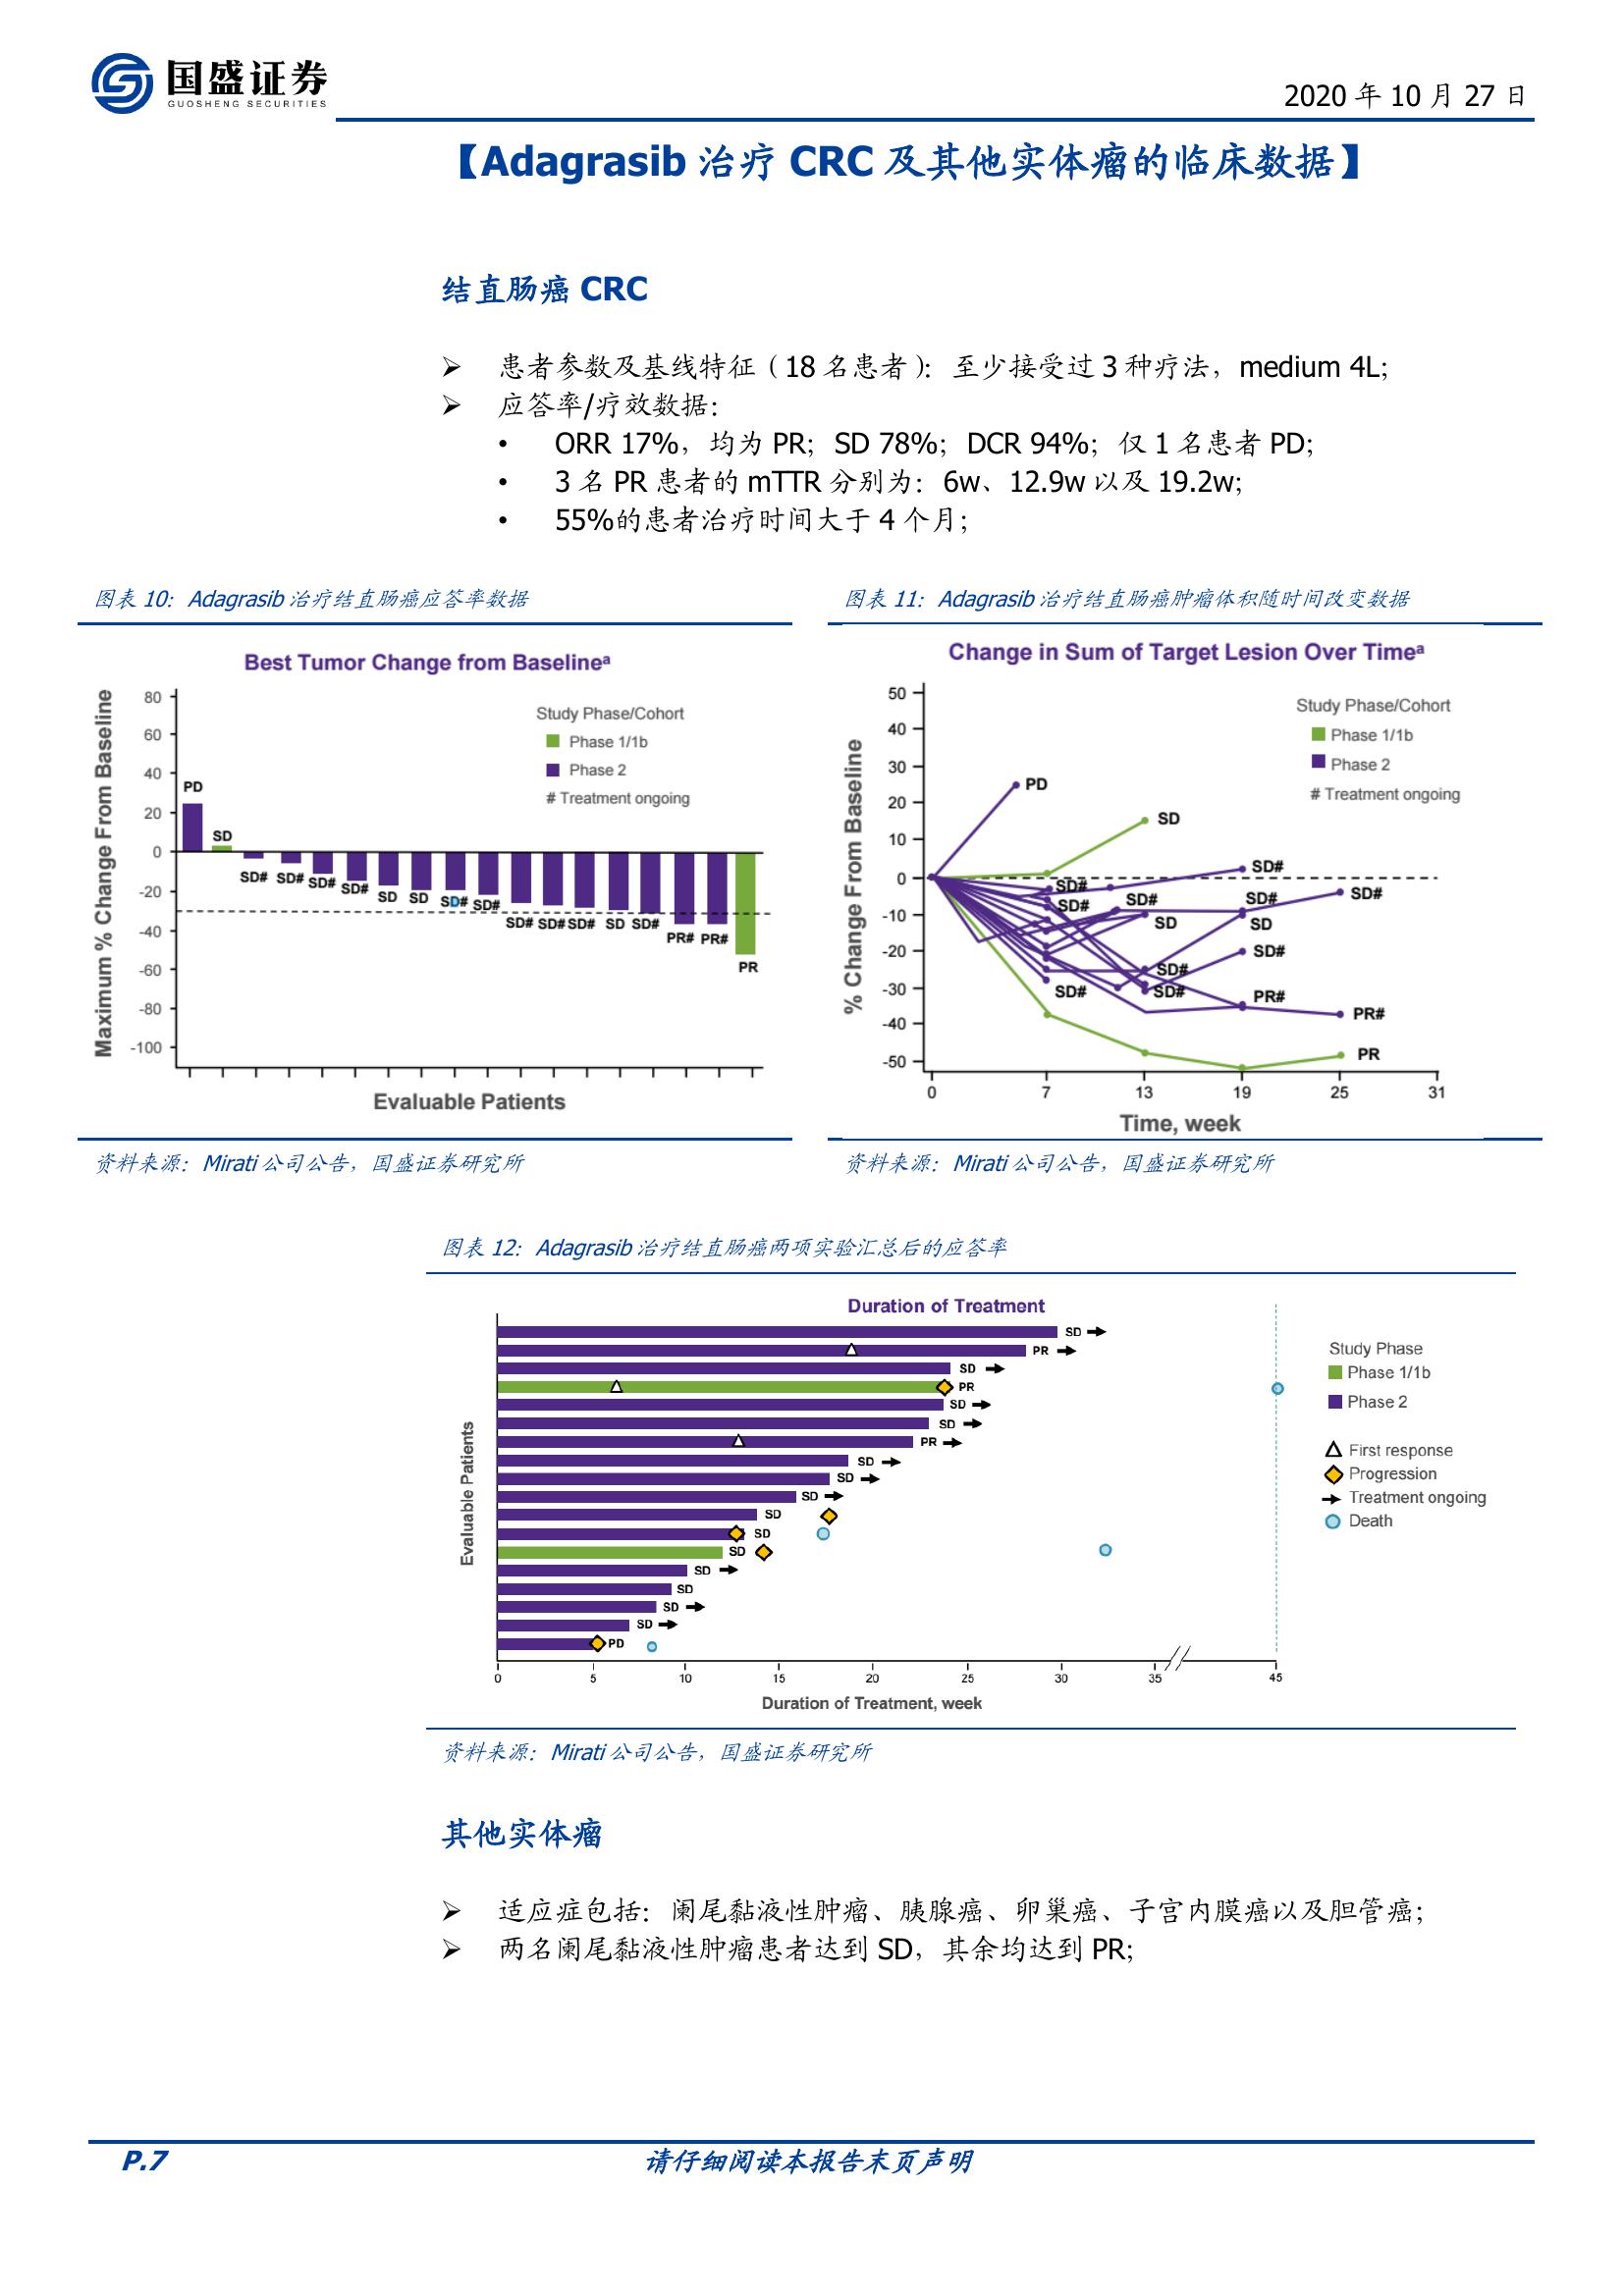 国盛证券
GUOSHENG SECURITIES
2020 年 10 月 27 日
【Adagrasib 治疗 CRC 及其他实体瘤的临床数据】
结直肠癌 CRC
➢ 患者参数及基线特征（18 名患者）：至少接受过 3 种疗法，medium 4L；
➢ 应答率/疗效数据：
• ORR 17%，均为 PR；SD 78%；DCR 94%；仅 1 名患者 PD；
• 3 名 PR 患者的 mTTR 分别为：6w、12.9w 以及 19.2w；
• 55%的患者治疗时间大于 4 个月；
图表 10：Adagrasib 治疗结直肠癌应答率数据
Best Tumor Change from Baselineᵃ
Maximum % Change From Baseline
80
60
40
20
0
-20
-40
-60
-80
-100
Study Phase/Cohort
Phase 1/1b
Phase 2
# Treatment ongoing
PD
SD
SD# SD# SD# SD# SD SD SD# SD# SD# SD# SD# SD SD# PR# PR#
PR
Evaluable Patients
资料来源：Mirati 公司公告，国盛证券研究所
图表 11：Adagrasib 治疗结直肠癌肿瘤体积随时间改变数据
Change in Sum of Target Lesion Over Timeᵃ
% Change From Baseline
50
40
30
20
10
0
-10
-20
-30
-40
-50
Study Phase/Cohort
Phase 1/1b
Phase 2
# Treatment ongoing
PD
SD
SD#
SD#
SD#
SD# SD# SD#
SD SD
SD#
SD#
SD# SD#
PR#
PR#
PR
0 7 13 19 25 31
Time, week
资料来源：Mirati 公司公告，国盛证券研究所
图表 12：Adagrasib 治疗结直肠癌两项实验汇总后的应答率
Duration of Treatment
Evaluable Patients
SD
PR
SD
PR
SD
SD
PR
SD
SD
SD
SD
SD
SD
SD
SD
SD
SD
PD
Study Phase
Phase 1/1b
Phase 2
First response
Progression
Treatment ongoing
Death
0 5 10 15 20 25 30 35 45
Duration of Treatment, week
资料来源：Mirati 公司公告，国盛证券研究所
其他实体瘤
➢ 适应症包括：阑尾黏液性肿瘤、胰腺癌、卵巢癌、子宫内膜癌以及胆管癌；
➢ 两名阑尾黏液性肿瘤患者达到 SD，其余均达到 PR；
P.7
请仔细阅读本报告末页声明